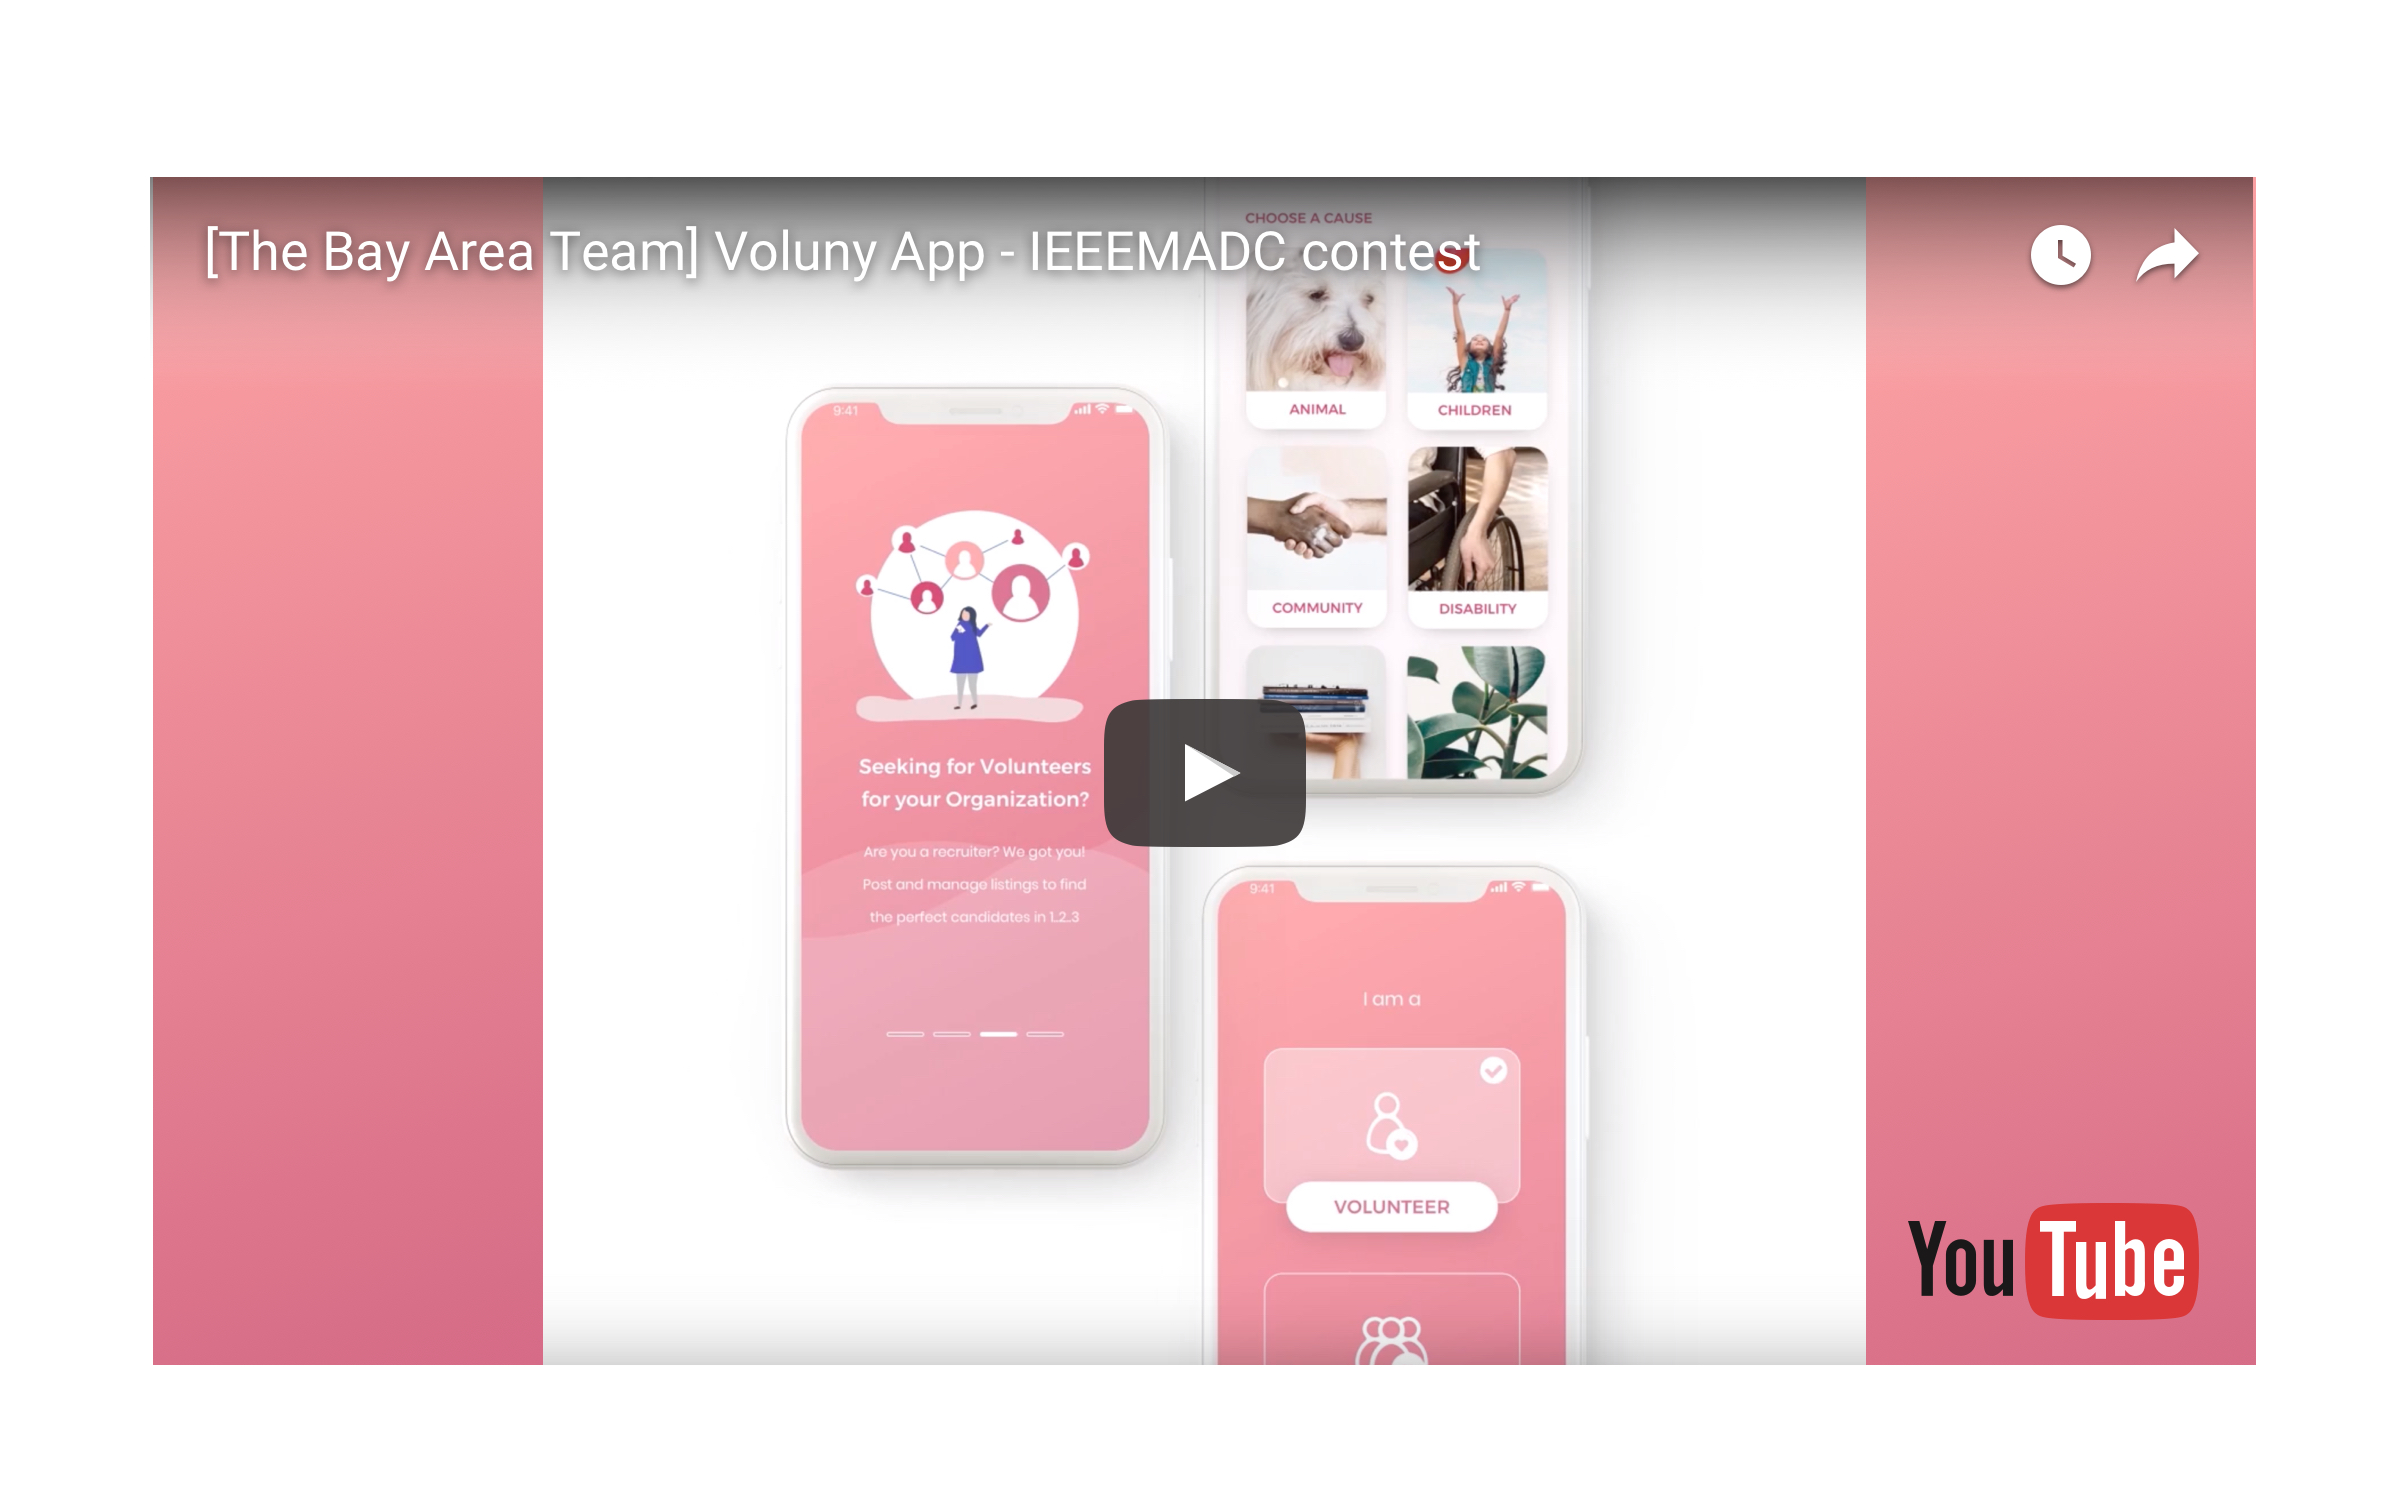 [The Bay Area Team] Voluny App - IEEEMADC contest
CHOOSE A CAUSE
ANIMAL
CHILDREN
COMMUNITY
DISABILITY
9:41
Seeking for Volunteers
for your Organization?
Are you a recruiter? We got you!
Post and manage listings to find
the perfect candidates in 1.2.3
9:41
I am a
VOLUNTEER
YouTube